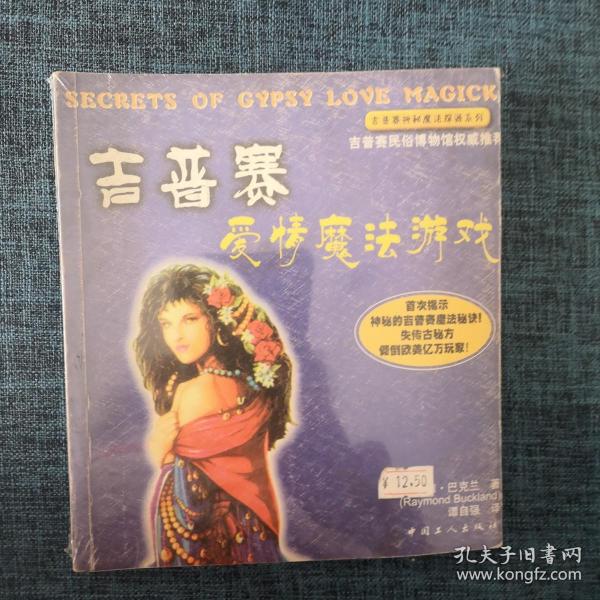 SECRETS OF GYPSY LOVE MAGICK
吉普赛神秘魔法探源系列
吉普赛民俗博物馆权威推荐
吉普赛
爱情魔法游戏
首次揭示
神秘的吉普赛魔法秘诀!
失传古秘方
倾倒欧美亿万玩家!
¥ 12.50
·巴克兰 著
(Raymond Buckland)
谭自强 译
中国工人出版社
孔夫子旧书网
www.kongfz.com